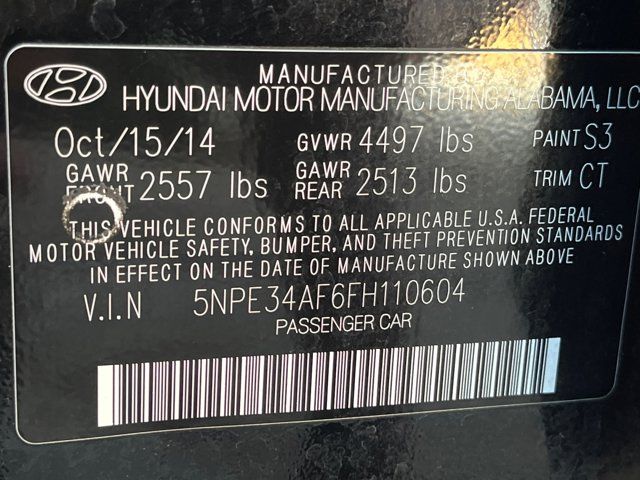 MANUFACTURED BY
HYUNDAI MOTOR MANUFACTURING ALABAMA, LLC
Oct/15/14 GVWR 4497 lbs PAINT S3
GAWR FRONT 2557 lbs GAWR REAR 2513 lbs TRIM CT
THIS VEHICLE CONFORMS TO ALL APPLICABLE U.S.A. FEDERAL
MOTOR VEHICLE SAFETY, BUMPER, AND THEFT PREVENTION STANDARDS
IN EFFECT ON THE DATE OF MANUFACTURE SHOWN ABOVE
V.I.N 5NPE34AF6FH110604
PASSENGER CAR